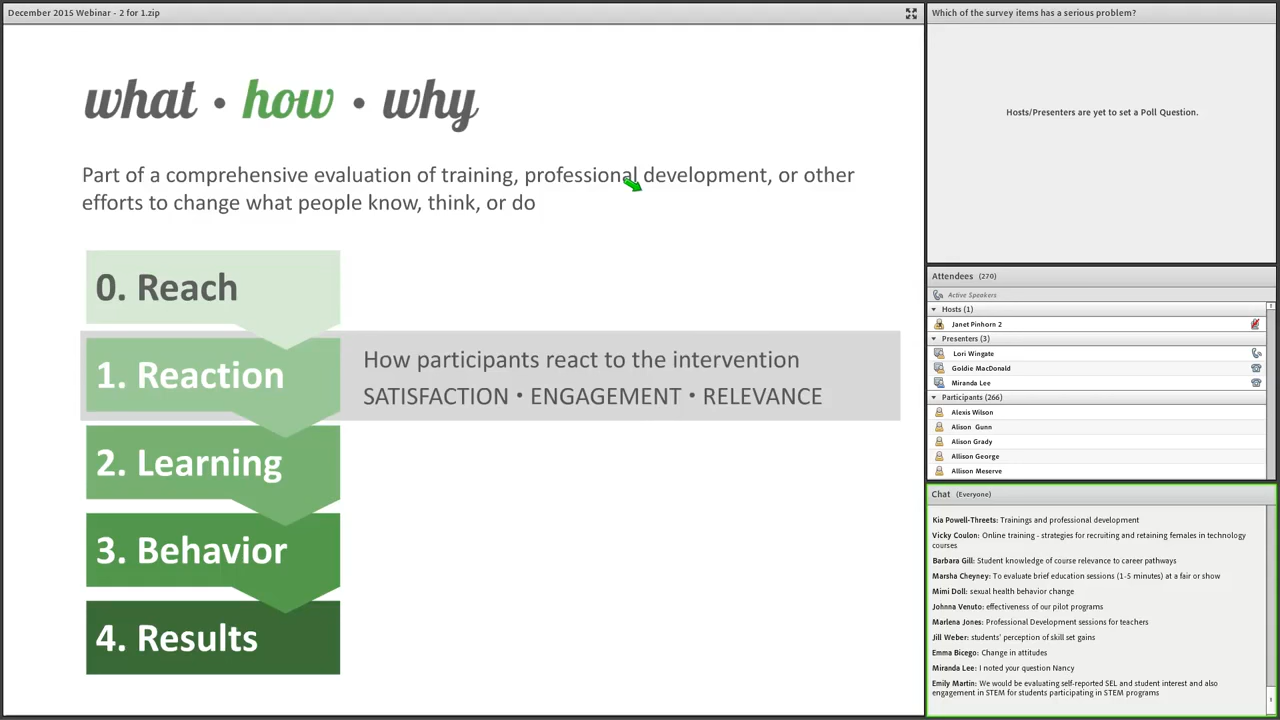 December 2015 Webinar - 2 for 1.zip
what • how • why
Part of a comprehensive evaluation of training, professional development, or other
efforts to change what people know, think, or do
0. Reach
1. Reaction
How participants react to the intervention
SATISFACTION • ENGAGEMENT • RELEVANCE
2. Learning
3. Behavior
4. Results
Which of the survey items has a serious problem?
Hosts/Presenters are yet to set a Poll Question.
Attendees (270)
Active Speakers
Hosts (1)
Janet Pinhorn 2
Presenters (3)
Lori Wingate
Goldie MacDonald
Miranda Lee
Participants (266)
Alexis Wilson
Alison Gunn
Alison Grady
Allison George
Allison Meserve
Chat (Everyone)
Kia Powell-Threets: Trainings and professional development
Vicky Coulon: Online training - strategies for recruiting and retaining females in technology
courses
Barbara Gill: Student knowledge of course relevance to career pathways
Marsha Cheyney: To evaluate brief education sessions (1-5 minutes) at a fair or show
Mimi Doll: sexual health behavior change
Johnna Venuto: effectiveness of our pilot programs
Marlena Jones: Professional Development sessions for teachers
Jill Weber: students' perception of skill set gains
Emma Bicego: Change in attitudes
Miranda Lee: I noted your question Nancy
Emily Martin: We would be evaluating self-reported SEL and student interest and also
engagement in STEM for students participating in STEM programs